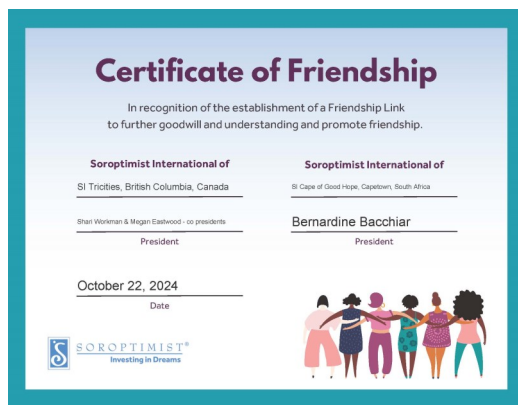 Certificate of Friendship
In recognition of the establishment of a Friendship Link
to further goodwill and understanding and promote friendship.
Soroptimist International of
SI Tricities, British Columbia, Canada
Shari Workman & Megan Eastwood - co presidents
President
Soroptimist International of
SI Cape of Good Hope, Capetown, South Africa
Bernardine Bacchiar
President
October 22, 2024
Date
SOROPTIMIST®
Investing in Dreams